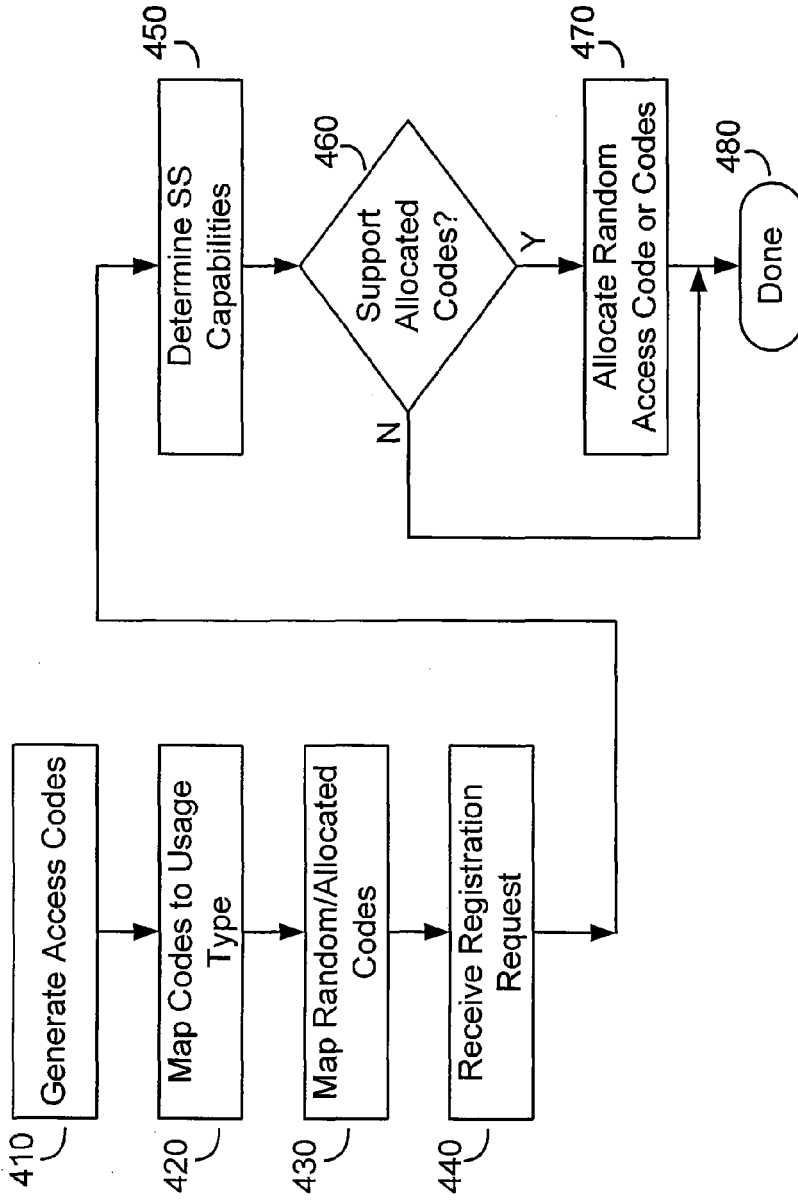 410
Generate Access Codes
420
Map Codes to Usage
Type
430
Map Random/Allocated
Codes
440
Receive Registration
Request
450
Determine SS
Capabilities
460
Support
Allocated
Codes?
N
Y
470
Allocate Random
Access Code or Codes
480
Done